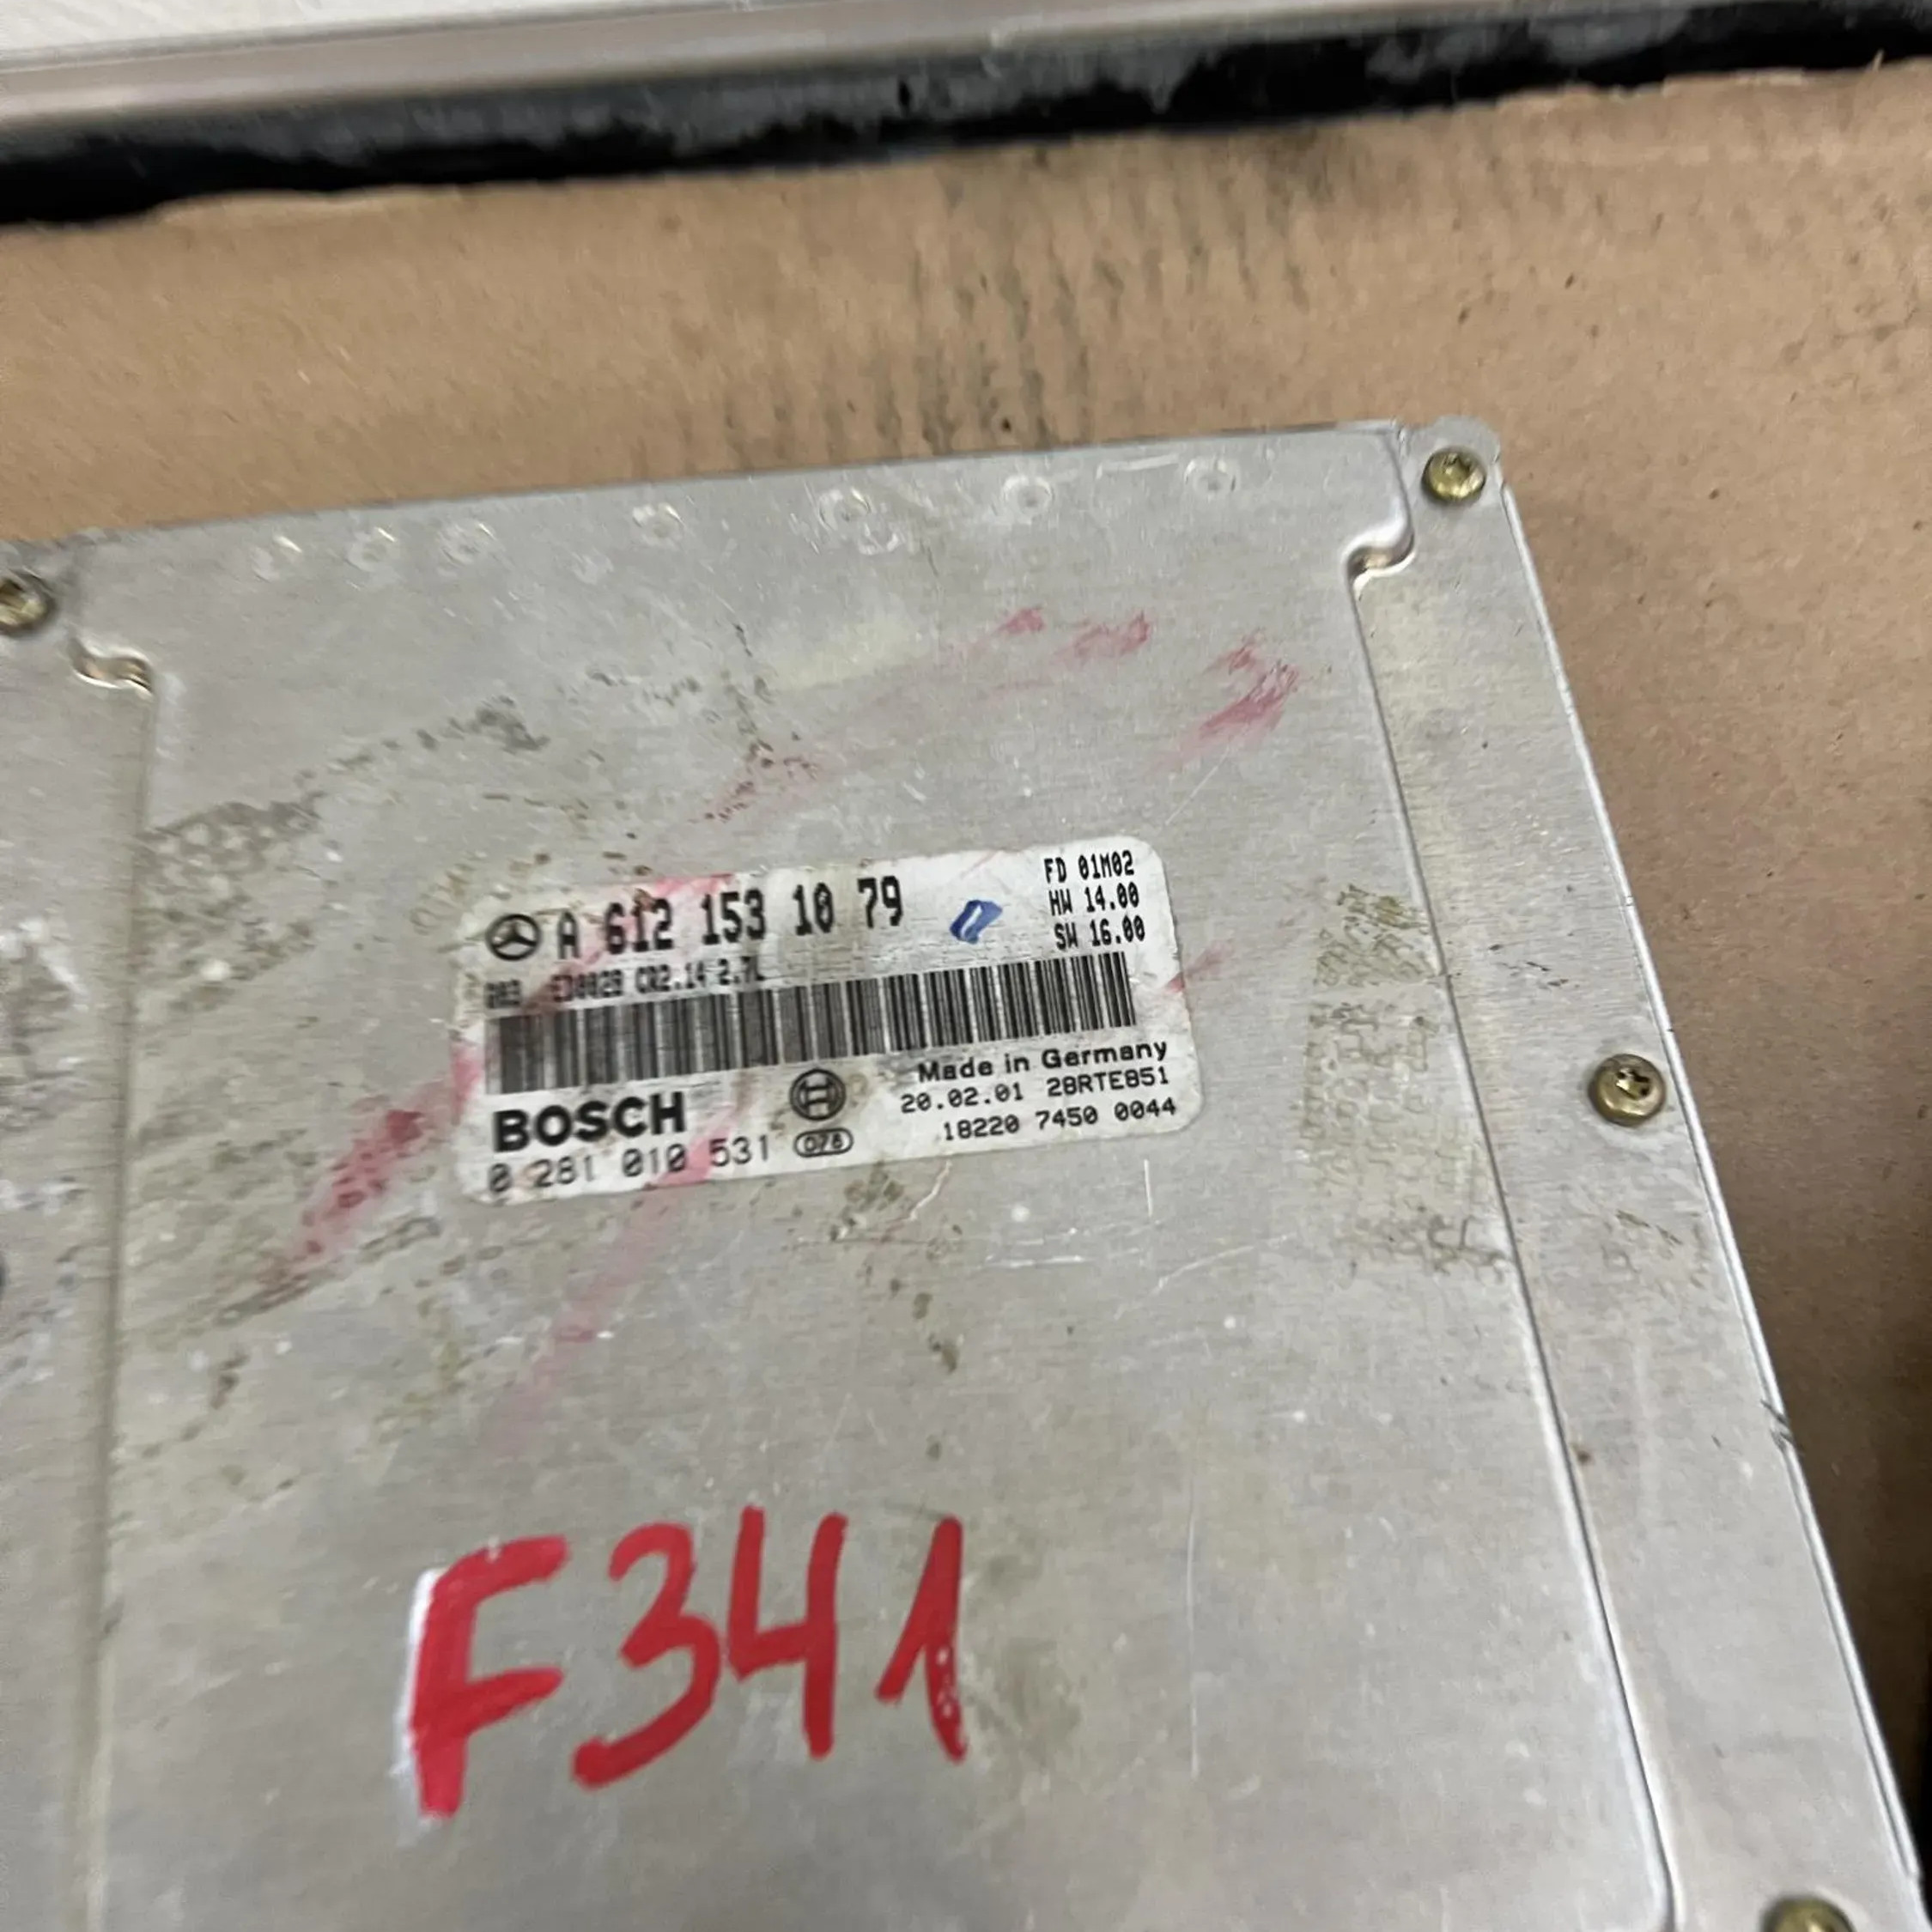 A 612 153 10 79
FD 01M02
HW 14.00
SW 16.00
CR2.14 2.7L
Made in Germany
BOSCH
20.02.01 28RTE851
0 281 010 531 078
18220 7450 0044
F341